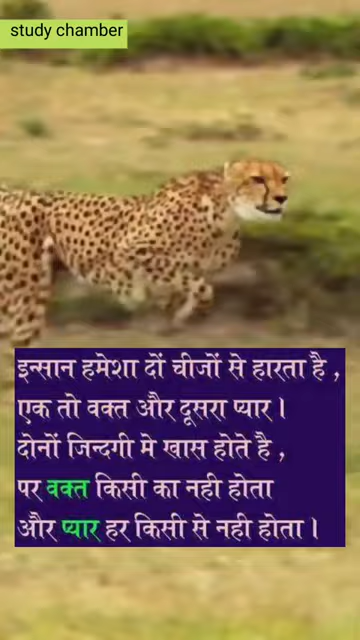 study chamber
इन्सान हमेशा दों चीजों से हारता है ,
एक तो वक्त और दूसरा प्यार ।
दोनों जिन्दगी मे खास होते है ,
पर वक्त किसी का नही होता
और प्यार हर किसी से नही होता ।